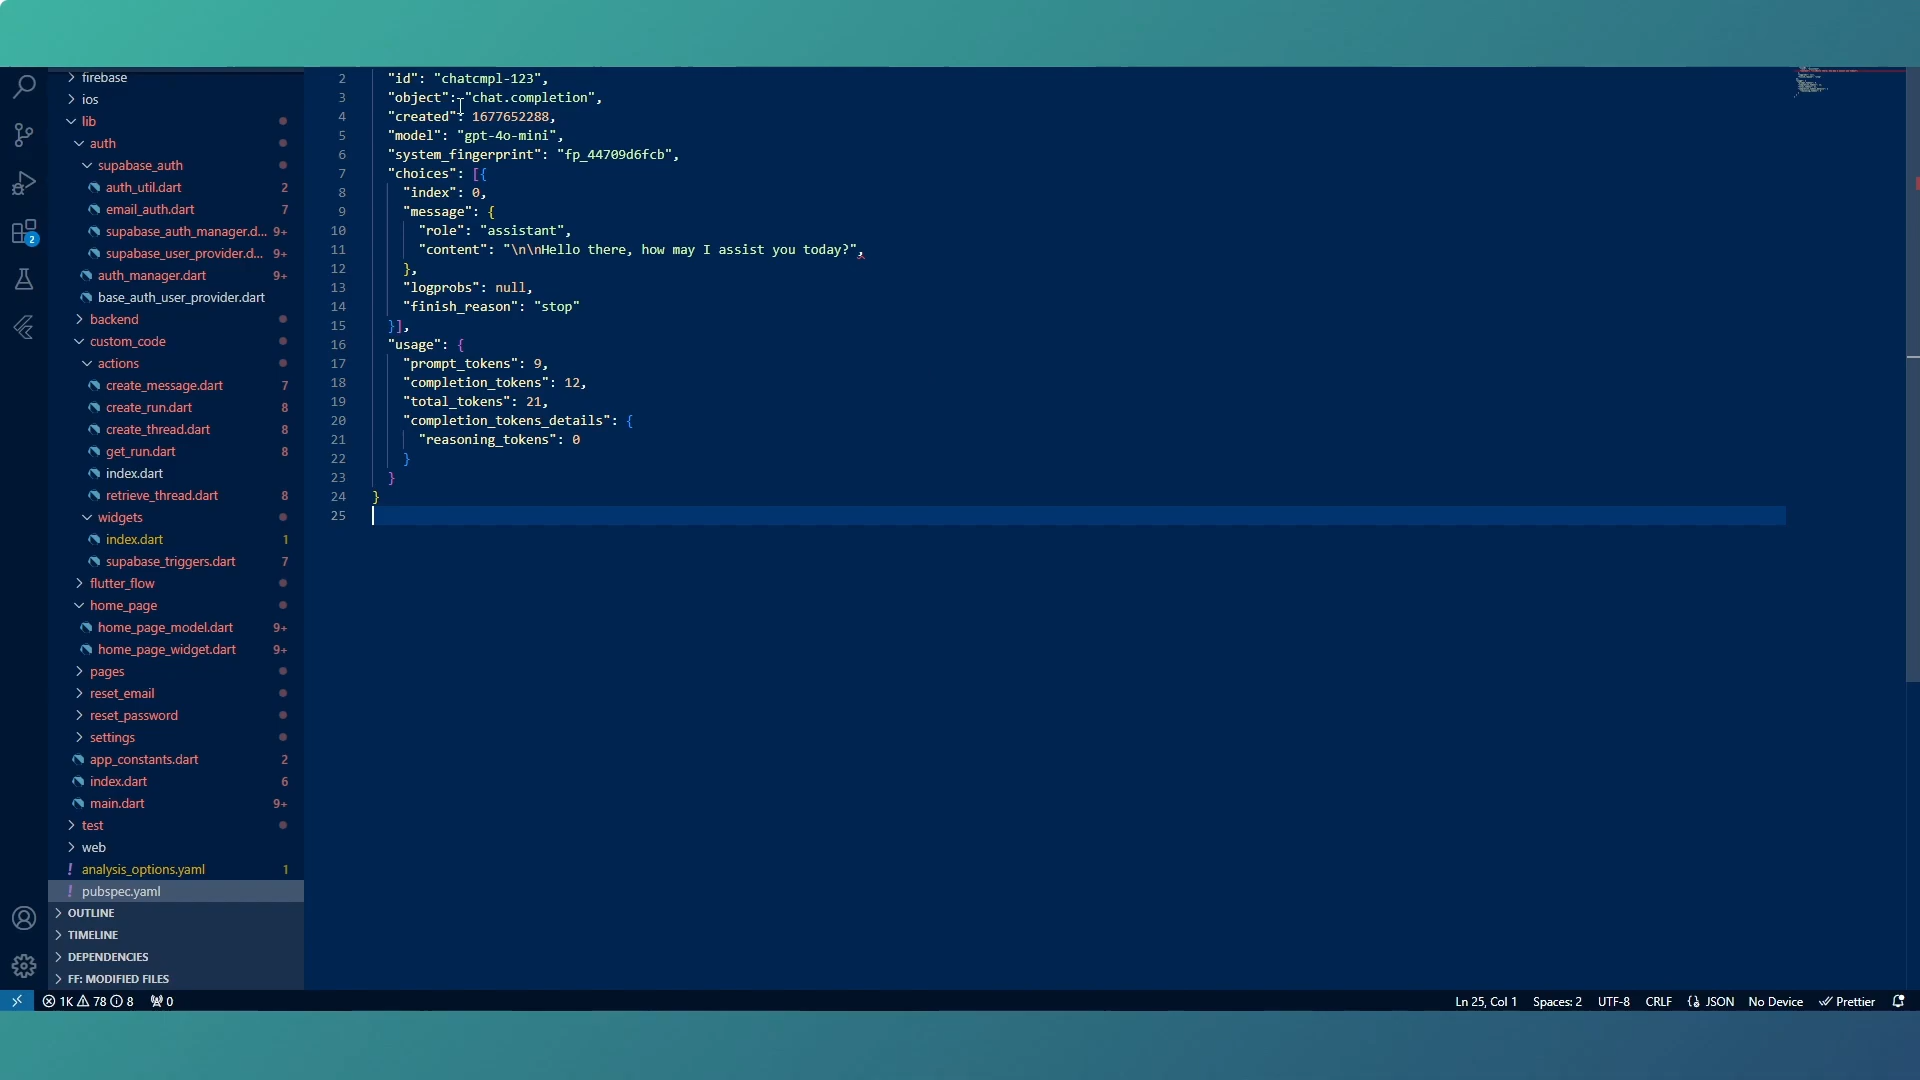 firebase
ios
lib
auth
supabase_auth
auth_util.dart 2
email_auth.dart 7
supabase_auth_manager.d... 9+
supabase_user_provider.d... 9+
auth_manager.dart 9+
base_auth_user_provider.dart
backend
custom_code
actions
create_message.dart 7
create_run.dart 8
create_thread.dart 8
get_run.dart 8
index.dart
retrieve_thread.dart 8
widgets
index.dart 1
supabase_triggers.dart 7
flutter_flow
home_page
home_page_model.dart 9+
home_page_widget.dart 9+
pages
reset_email
reset_password
settings
app_constants.dart 2
index.dart 6
main.dart 9+
test
web
! analysis_options.yaml 1
! pubspec.yaml
OUTLINE
TIMELINE
DEPENDENCIES
FF: MODIFIED FILES
2
2 "id": "chatcmpl-123",
3 "object": "chat.completion",
4 "created": 1677652288,
5 "model": "gpt-4o-mini",
6 "system_fingerprint": "fp_44709d6fcb",
7 "choices": [{
8 "index": 0,
9 "message": {
10 "role": "assistant",
11 "content": "\n\nHello there, how may I assist you today?",
12 },
13 "logprobs": null,
14 "finish_reason": "stop"
15 }],
16 "usage": {
17 "prompt_tokens": 9,
18 "completion_tokens": 12,
19 "total_tokens": 21,
20 "completion_tokens_details": {
21 "reasoning_tokens": 0
22 }
23 }
24 }
25
1K 78 8 0
Ln 25, Col 1 Spaces: 2 UTF-8 CRLF {} JSON No Device Prettier